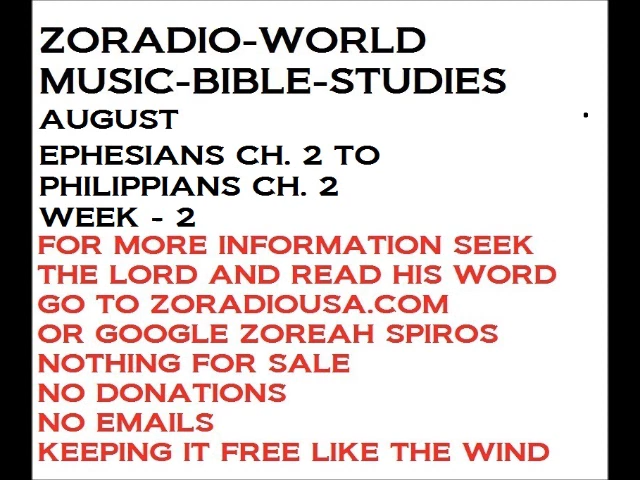 ZORADIO-WORLD
MUSIC-BIBLE-STUDIES
AUGUST
EPHESIANS CH. 2 TO
PHILIPPIANS CH. 2
WEEK - 2
FOR MORE INFORMATION SEEK
THE LORD AND READ HIS WORD
GO TO ZORADIOUSA.COM
OR GOOGLE ZOREAH SPIROS
NOTHING FOR SALE
NO DONATIONS
NO EMAILS
KEEPING IT FREE LIKE THE WIND